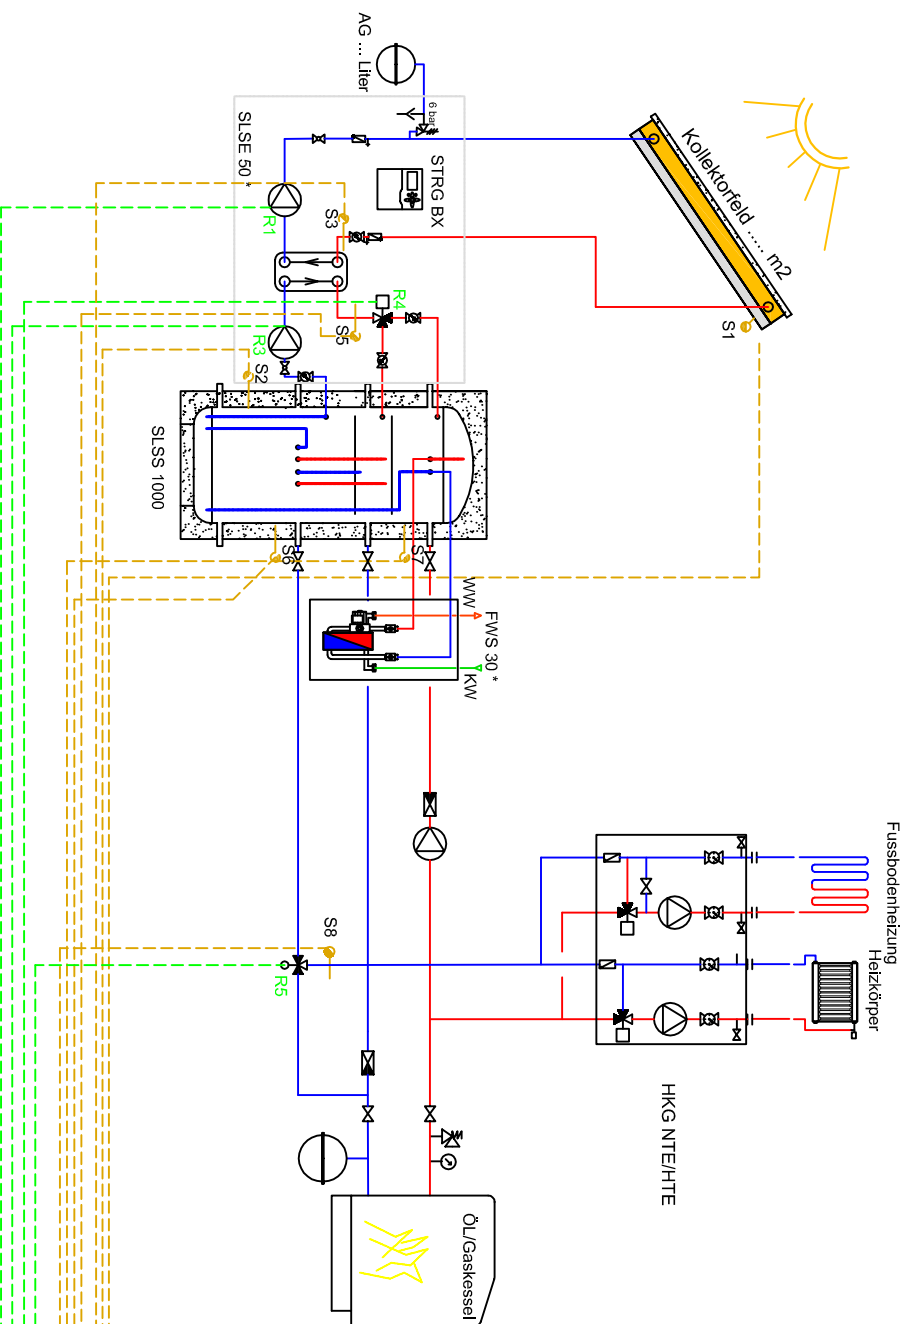 AG ... Liter
6 bar
SLSE 50 *
STRG BX
Kollektorfeld ..... m2
S1
S3
R1
R4
S5
R3
S2
SLSS 1000
S6
S7
WW
FWS 30 *
KW
Fussbodenheizung
Heizkörper
S8
R5
HKG NTE/HTE
ÖL/Gaskessel